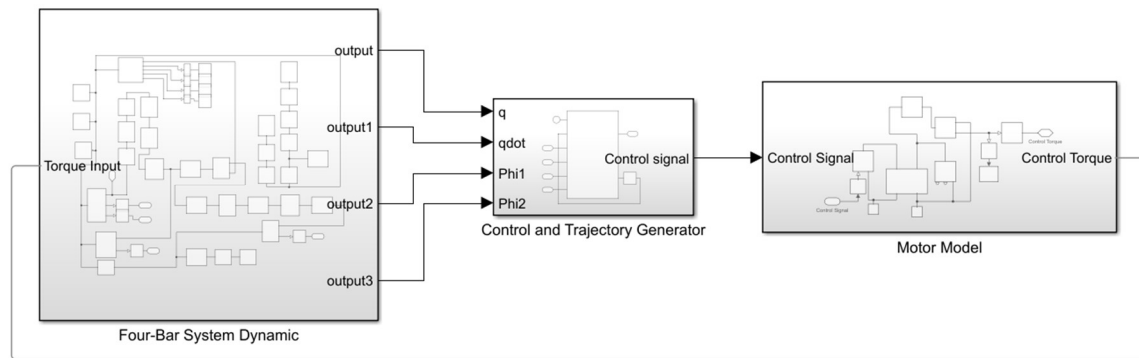 output
output1
Torque Input
output2
output3
Four-Bar System Dynamic
q
qdot
Phi1
Phi2
Control signal
Control and Trajectory Generator
Control Signal
Control Signal
Control Torque
Control Torque
Motor Model